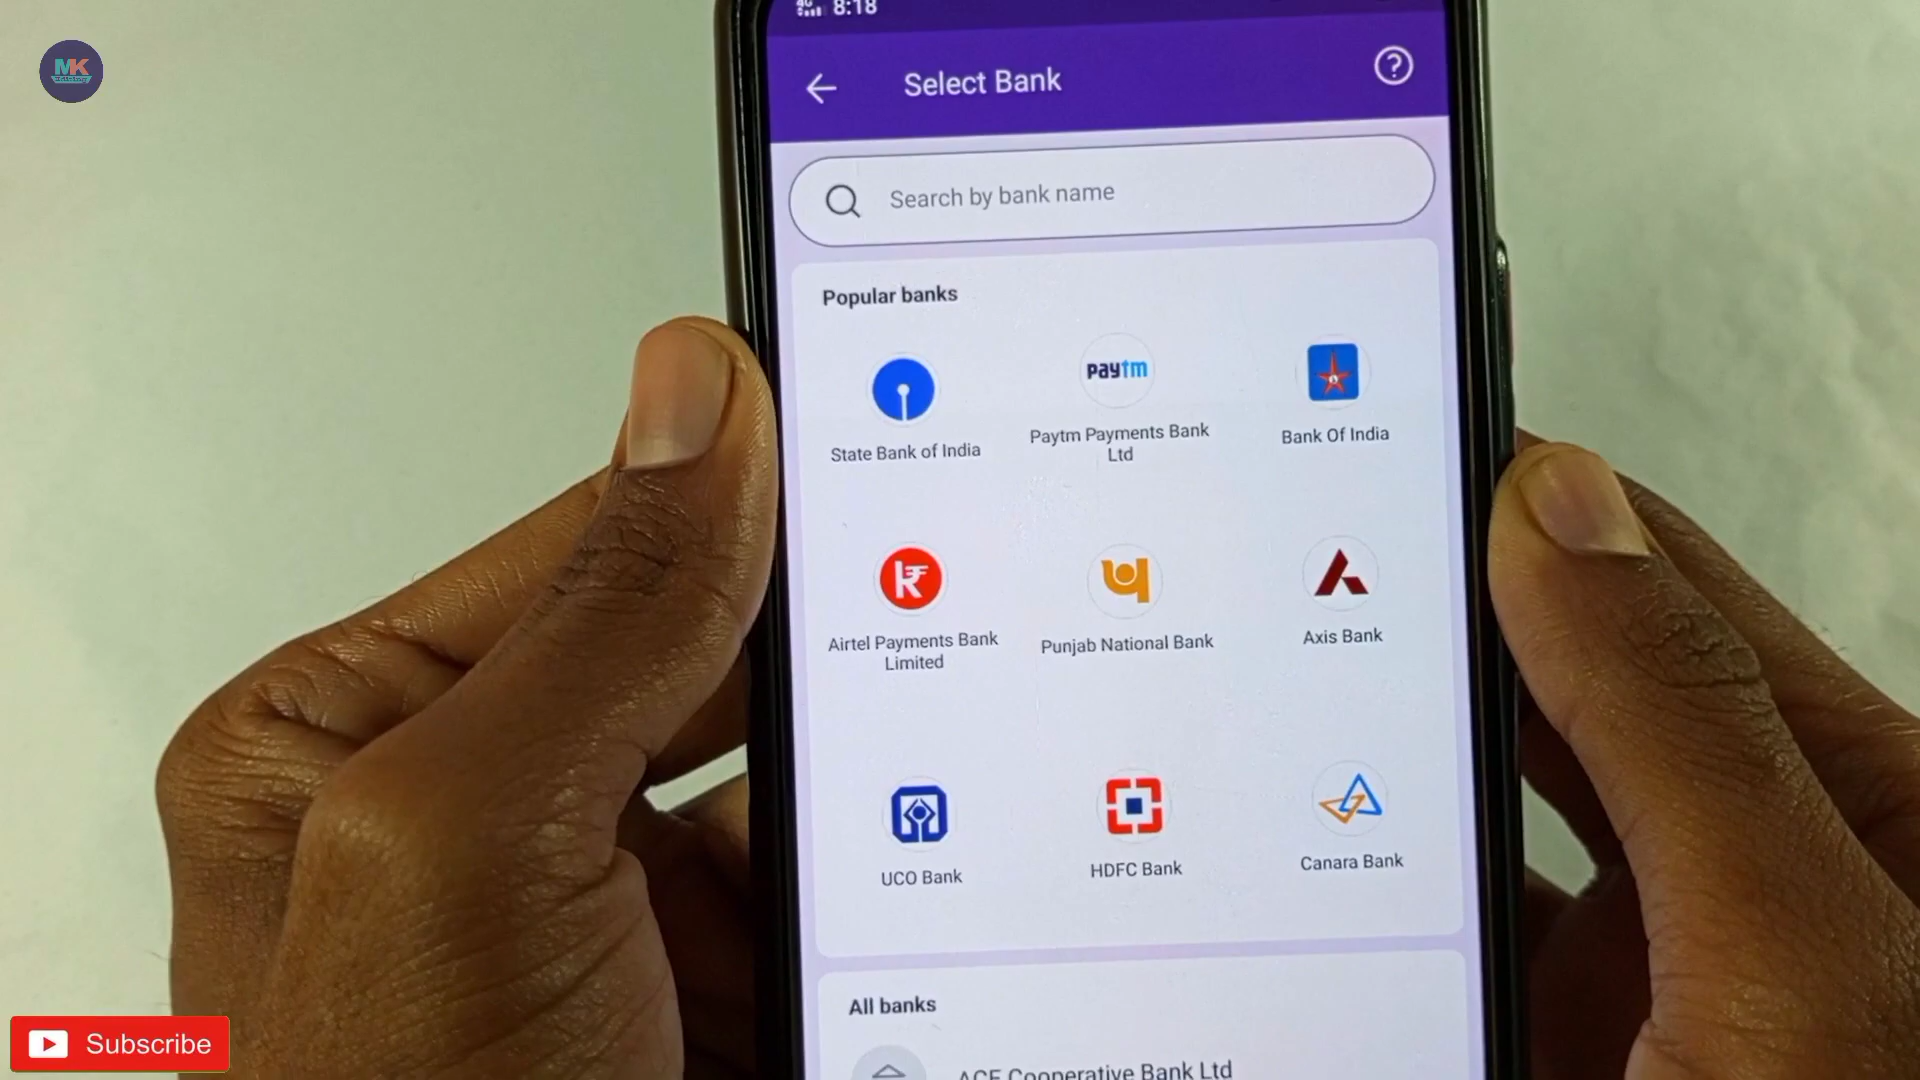 4G 8:18
MK
Select Bank
Search by bank name
Popular banks
paytm
State Bank of India
Paytm Payments Bank
Ltd
Bank Of India
Airtel Payments Bank
Limited
Punjab National Bank
Axis Bank
UCO Bank
HDFC Bank
Canara Bank
All banks
ACE Cooperative Bank Ltd
Subscribe